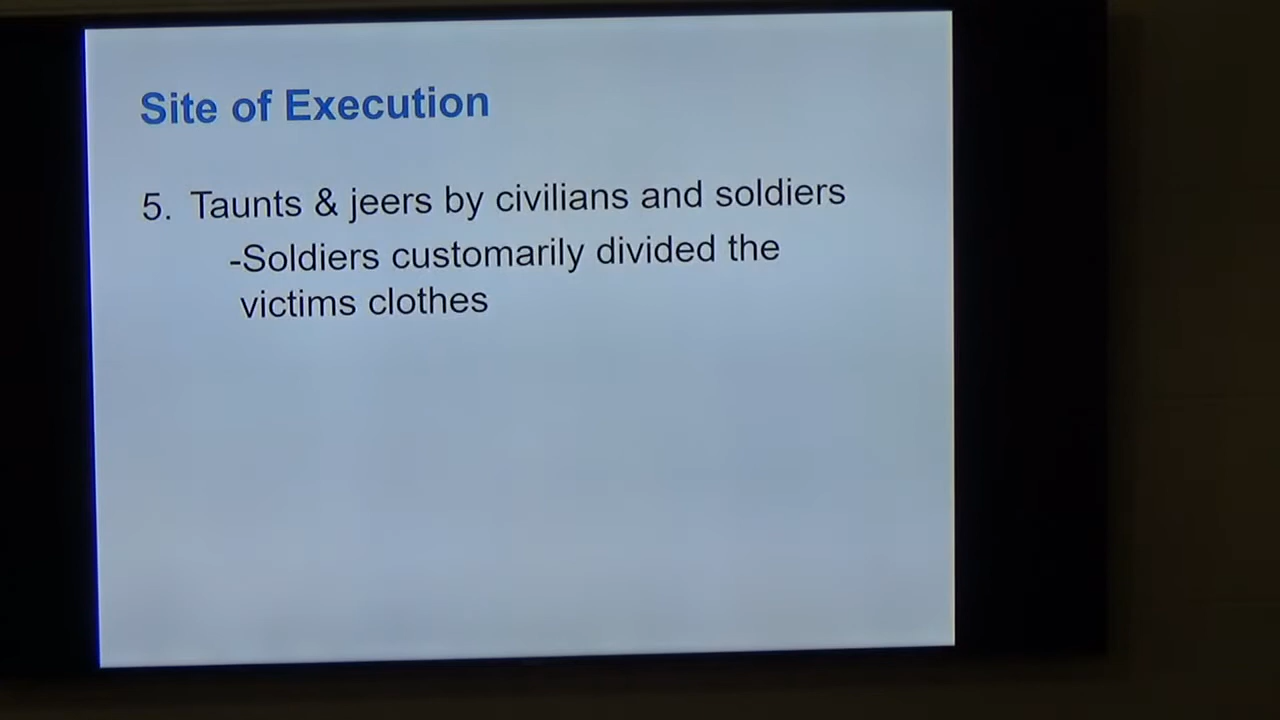 Site of Execution
5. Taunts & jeers by civilians and soldiers
-Soldiers customarily divided the
victims clothes